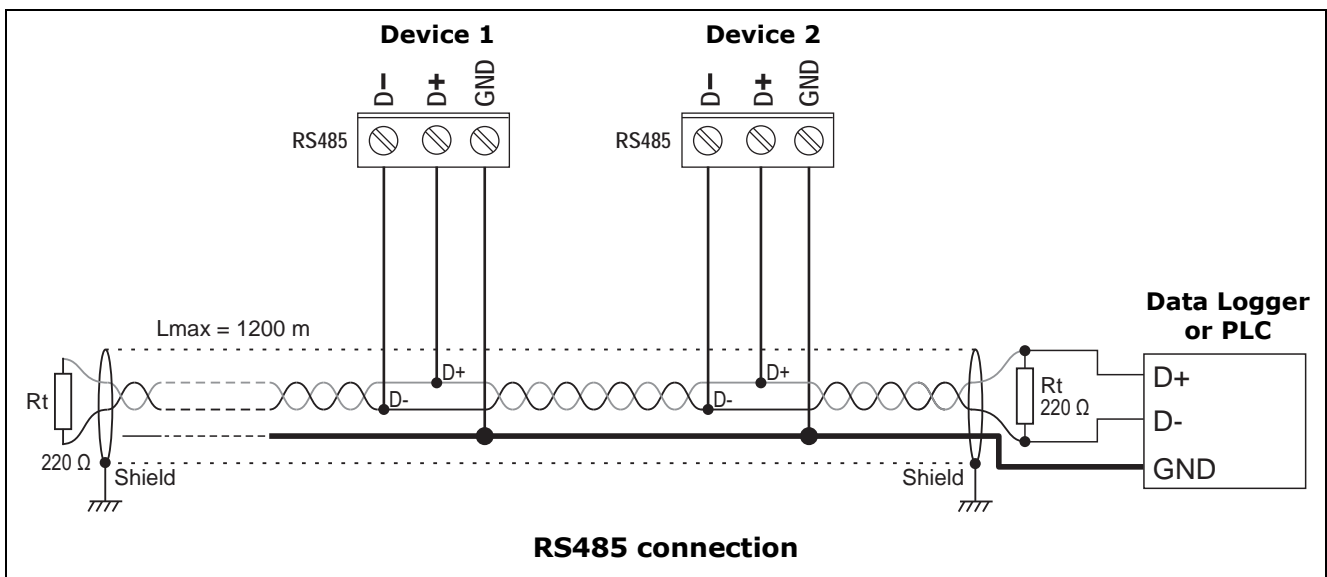 Device 1 Device 2
D- D+ GND D- D+ GND
RS485 RS485
Data Logger
or PLC
Lmax = 1200 m
D+ D+
D- D-
Rt
220 Ω
Rt
220 Ω
D+
D-
GND
Shield Shield
RS485 connection